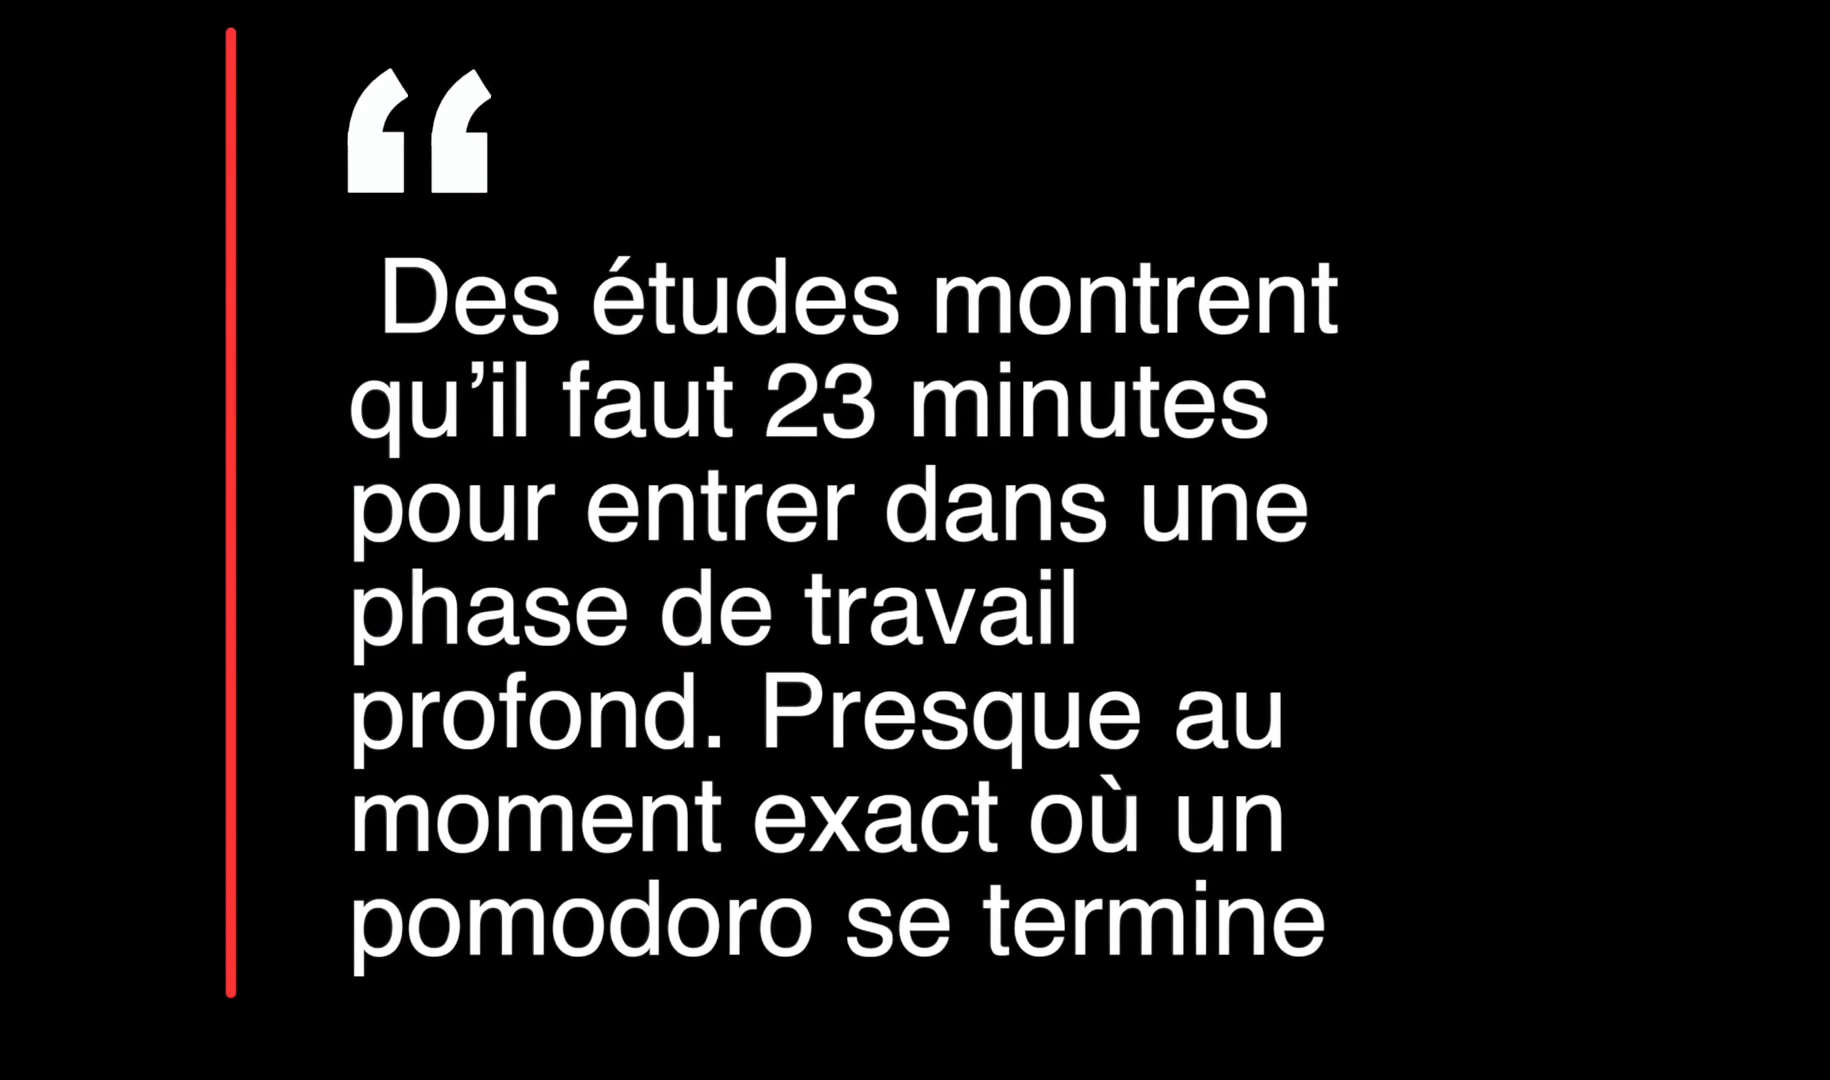 “
Des études montrent
qu’il faut 23 minutes
pour entrer dans une
phase de travail
profond. Presque au
moment exact où un
pomodoro se termine